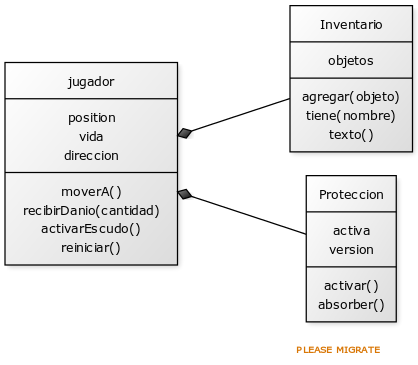 jugador
position
vida
direccion
moverA()
recibirDanio(cantidad)
activarEscudo()
reiniciar()
Inventario
objetos
agregar(objeto)
tiene(nombre)
texto()
Proteccion
activa
version
activar()
absorber()
PLEASE MIGRATE